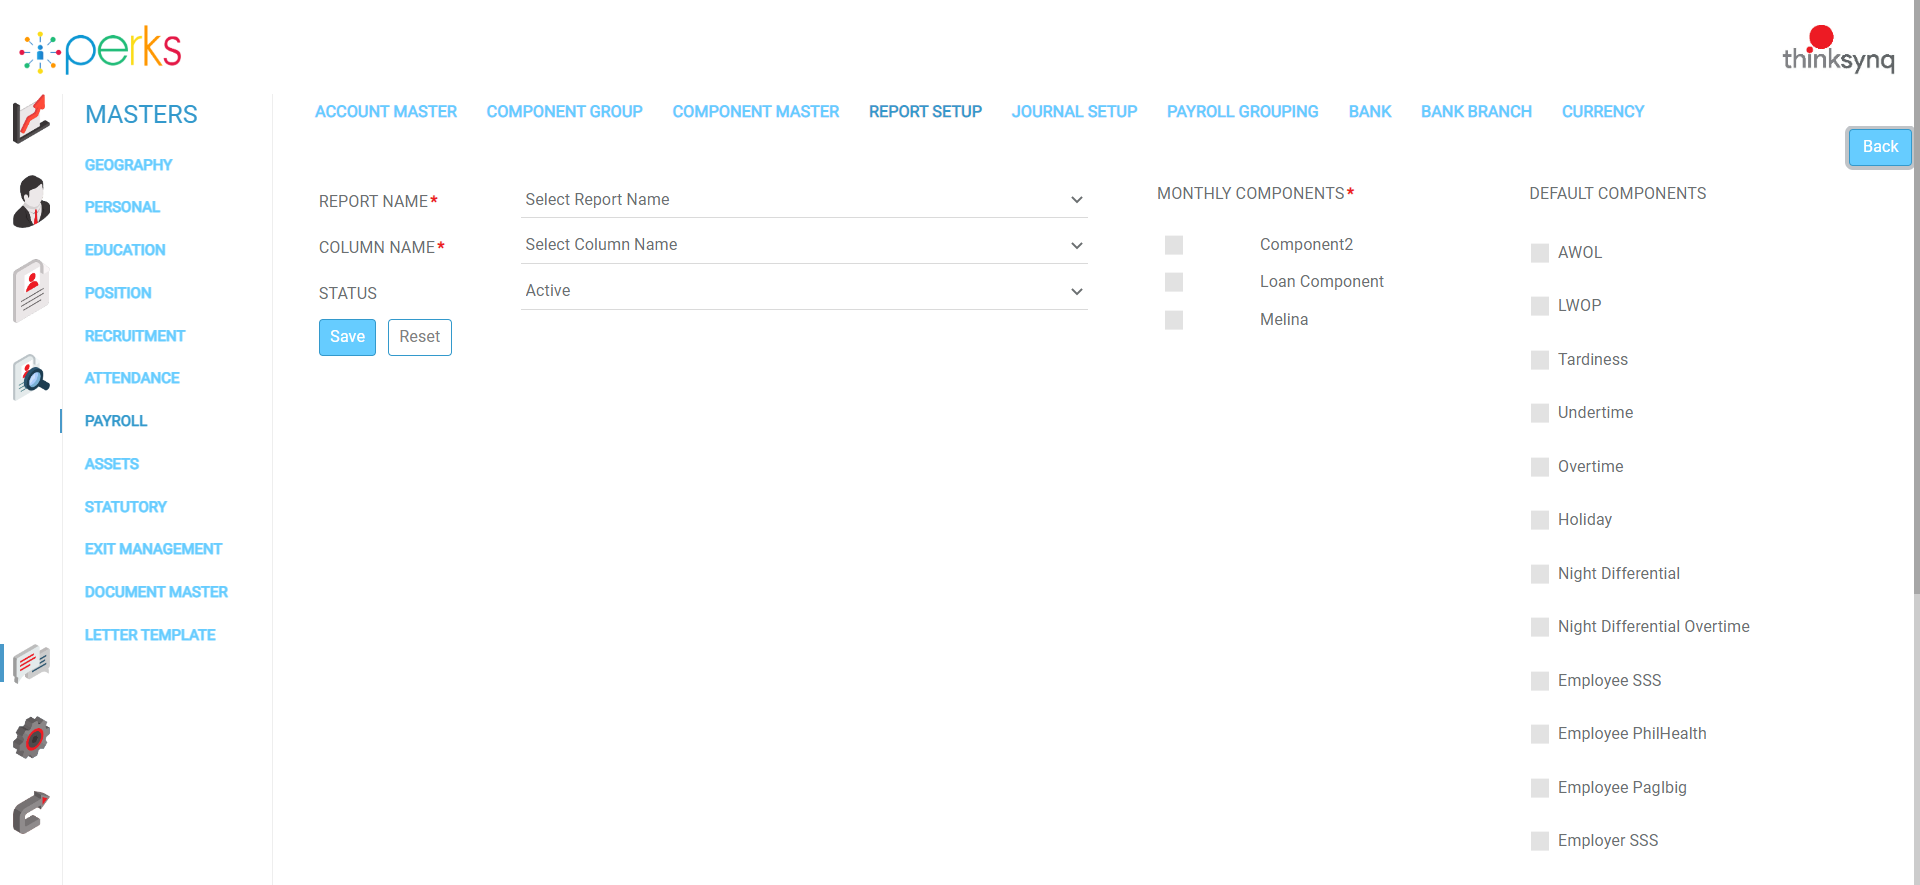 perks
thinksynq
MASTERS
GEOGRAPHY
PERSONAL
EDUCATION
POSITION
RECRUITMENT
ATTENDANCE
PAYROLL
ASSETS
STATUTORY
EXIT MANAGEMENT
DOCUMENT MASTER
LETTER TEMPLATE
ACCOUNT MASTER COMPONENT GROUP COMPONENT MASTER REPORT SETUP JOURNAL SETUP PAYROLL GROUPING BANK BANK BRANCH CURRENCY
Back
REPORT NAME* Select Report Name
COLUMN NAME* Select Column Name
STATUS Active
Save Reset
MONTHLY COMPONENTS*
Component2
Loan Component
Melina
DEFAULT COMPONENTS
AWOL
LWOP
Tardiness
Undertime
Overtime
Holiday
Night Differential
Night Differential Overtime
Employee SSS
Employee PhilHealth
Employee PagIbig
Employer SSS